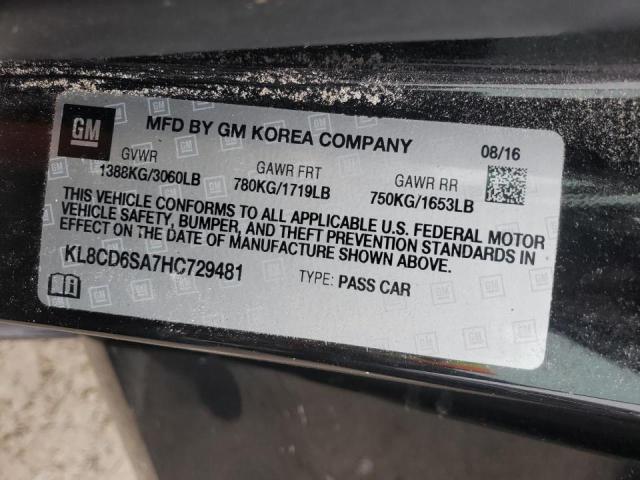 GM
MFD BY GM KOREA COMPANY
08/16
GVWR
GAWR FRT
GAWR RR
1388KG/3060LB
780KG/1719LB
750KG/1653LB
THIS VEHICLE CONFORMS TO ALL APPLICABLE U.S. FEDERAL MOTOR
VEHICLE SAFETY, BUMPER, AND THEFT PREVENTION STANDARDS IN
EFFECT ON THE DATE OF MANUFACTURE SHOWN ABOVE.
KL8CD6SA7HC729481
TYPE: PASS CAR